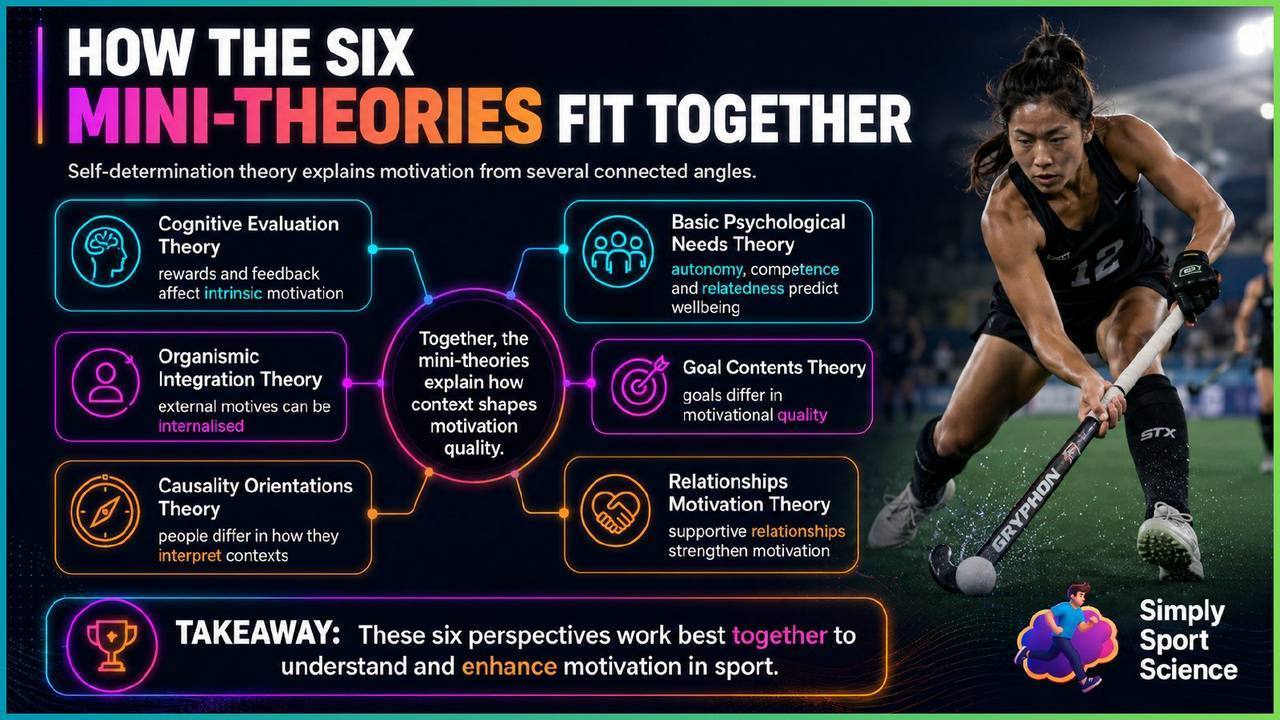 HOW THE SIX
MINI-THEORIES FIT TOGETHER
Self-determination theory explains motivation from several connected angles.
Cognitive Evaluation
Theory
rewards and feedback
affect intrinsic motivation
Basic Psychological
Needs Theory
autonomy, competence
and relatedness predict
wellbeing
Organismic
Integration Theory
external motives can be
internalised
Together, the
mini-theories
explain how
context shapes
motivation
quality.
Goal Contents Theory
goals differ in
motivational quality
Causality Orientations
Theory
people differ in how they
interpret contexts
Relationships
Motivation Theory
supportive relationships
strengthen motivation
TAKEAWAY: These six perspectives work best together to
understand and enhance motivation in sport.
12
STX
GRYPHON
Simply
Sport
Science